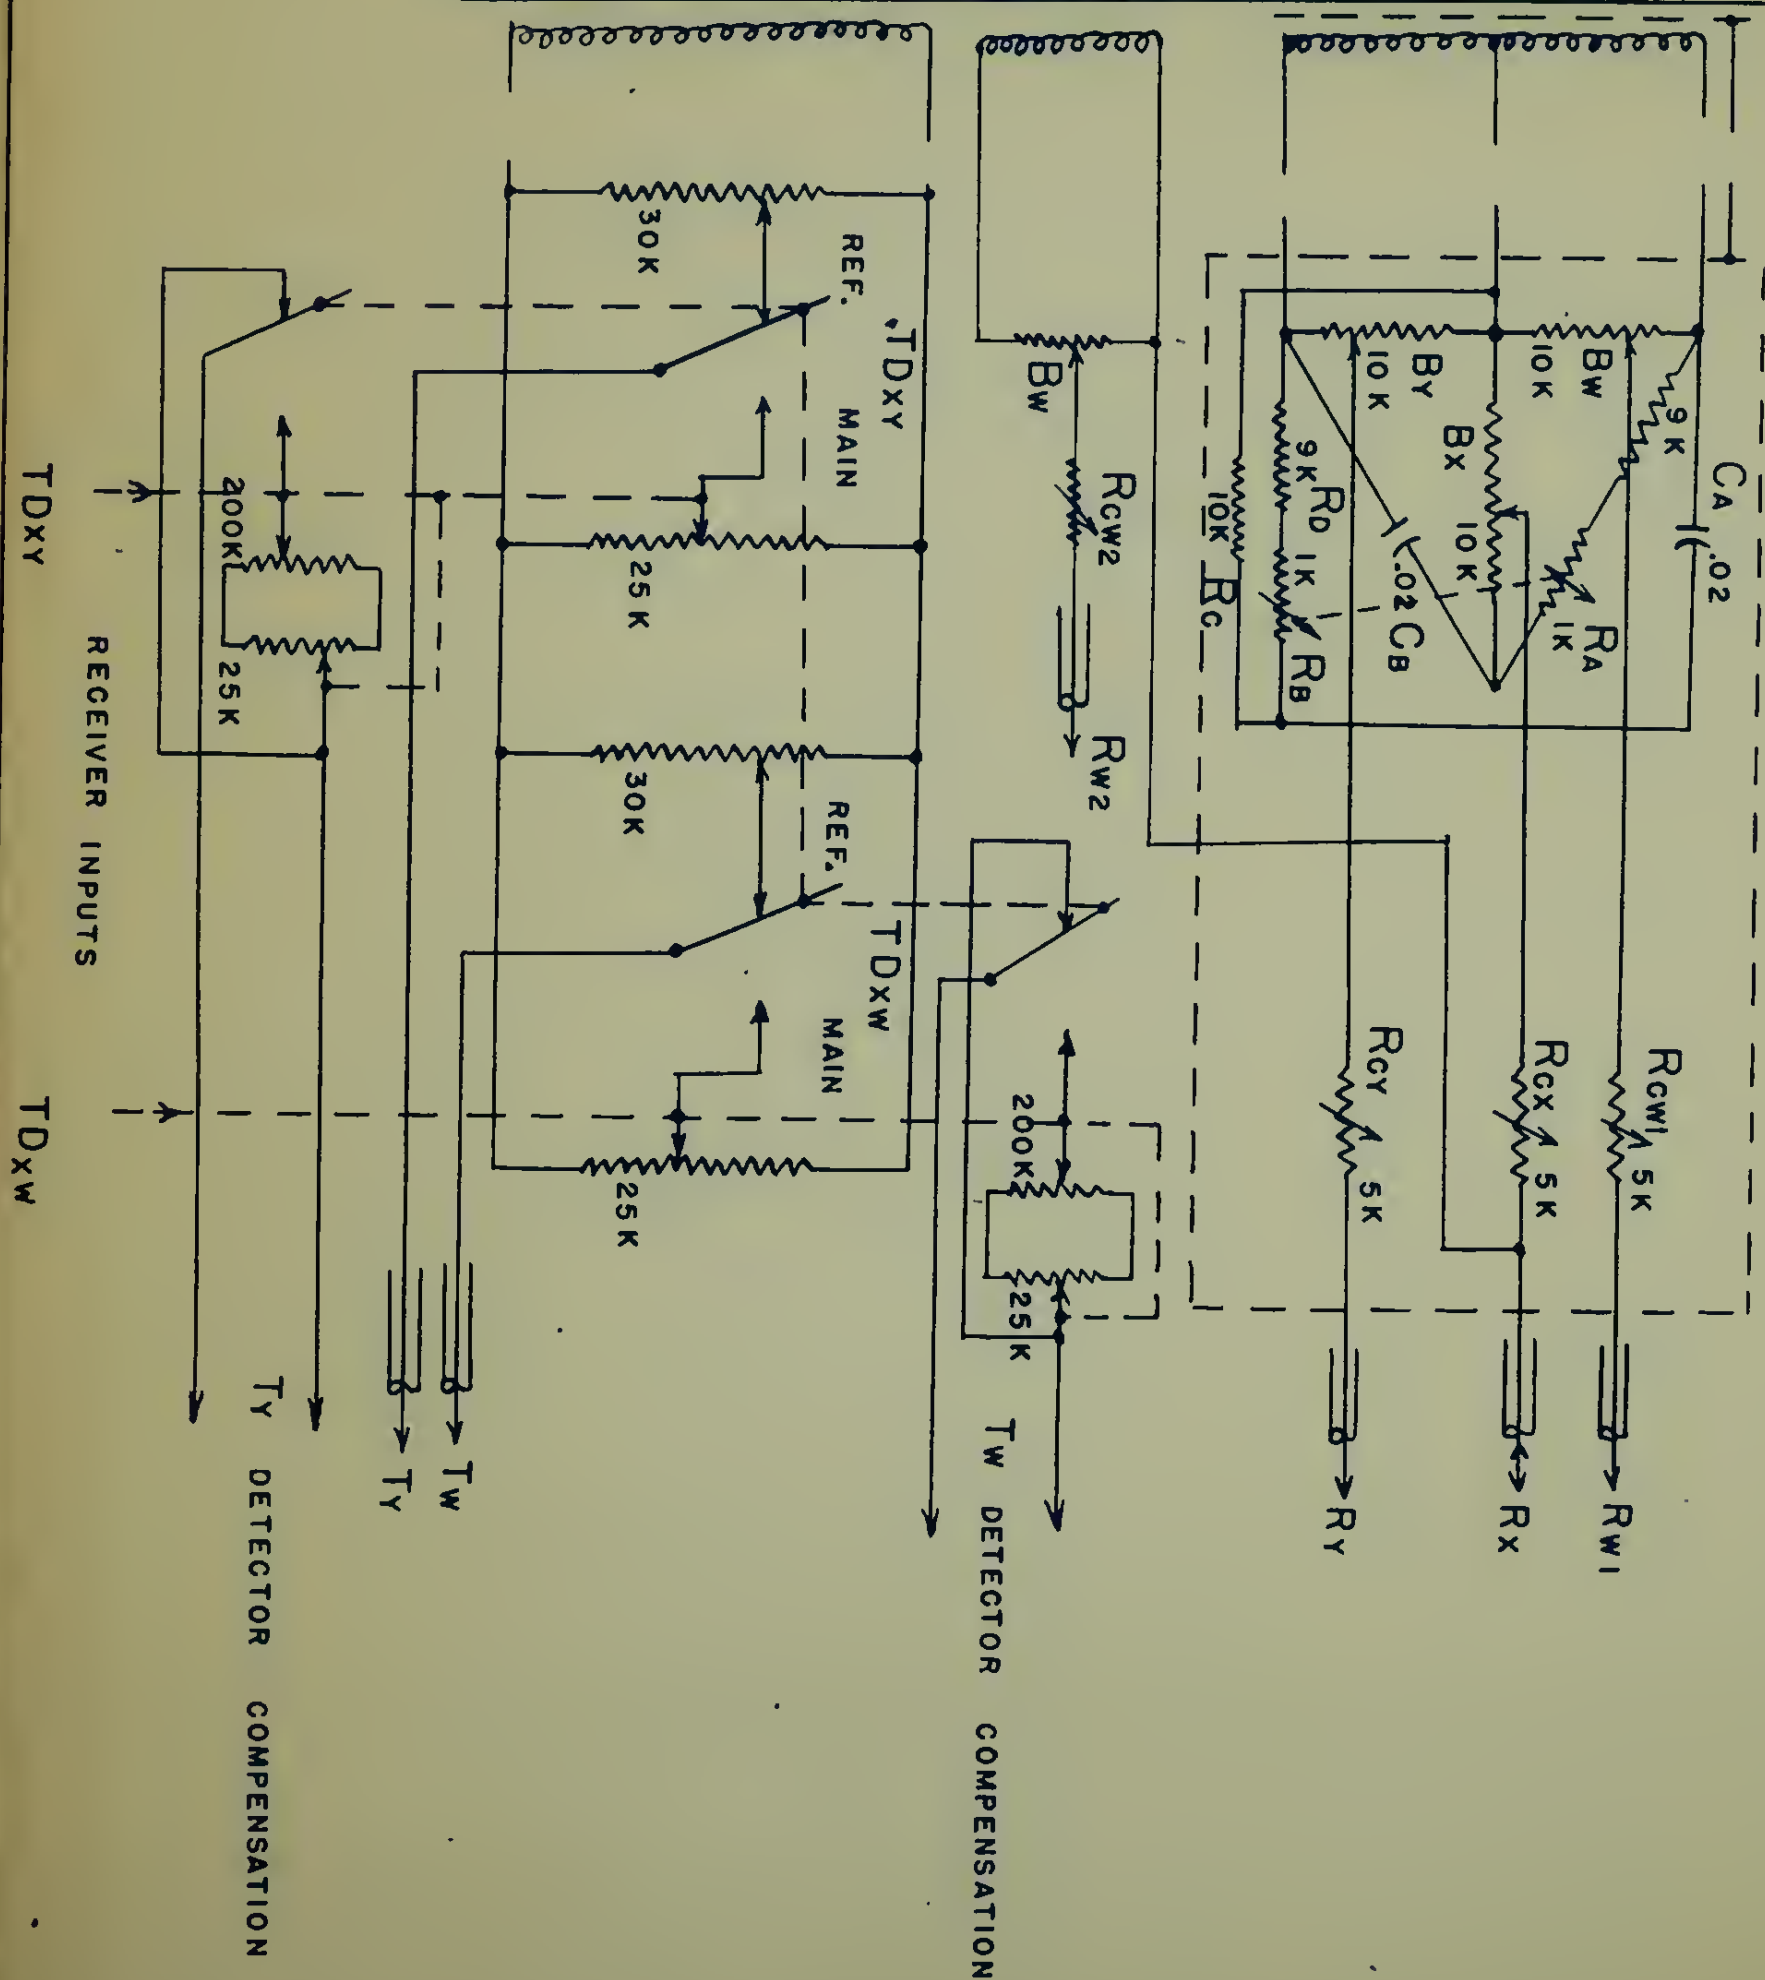 CA .02
9K
RA
1K
BW
10K
BX
10K
BY
10K
.02 CB
9K RD 1K RB
10K RC
RCW1
5K
RCX
5K
RCY
5K
RW1
RX
RY
BW
RCW2
RW2
200K
25K
TW DETECTOR COMPENSATION
TDXY
REF.
MAIN
30K
25K
TDXW
REF.
MAIN
30K
25K
TW
TY
200K
25K
TY DETECTOR COMPENSATION
RECEIVER INPUTS
TDXY
TDXW